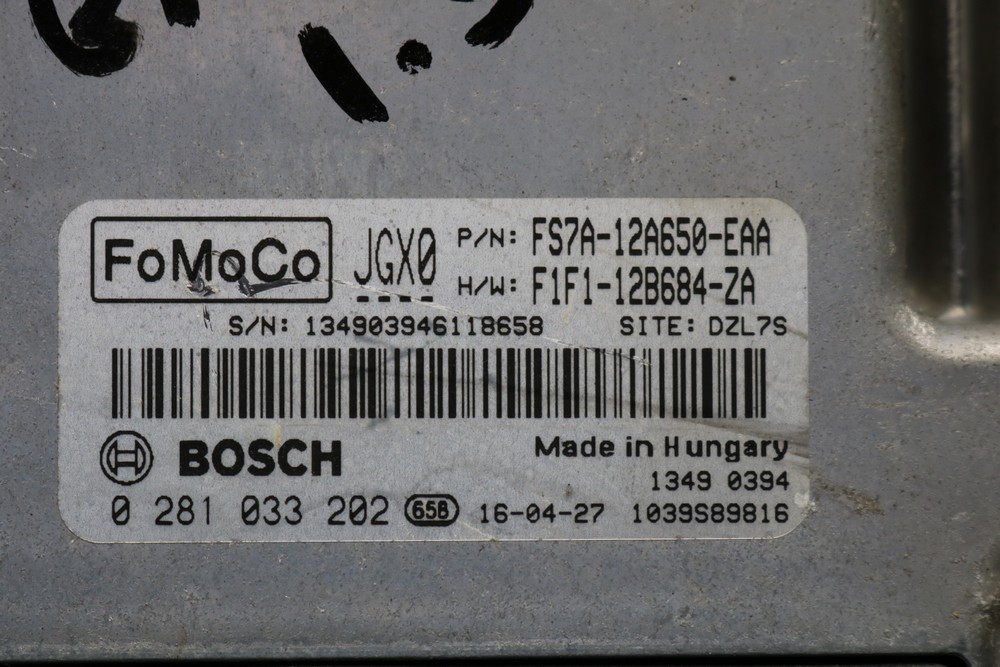 FoMoCo JGX0 P/N: FS7A-12A650-EAA
H/W: F1F1-12B684-ZA
S/N: 134903946118658 SITE: DZL7S
BOSCH Made in Hungary
1349 0394
0 281 033 202 658 16-04-27 1039S89816